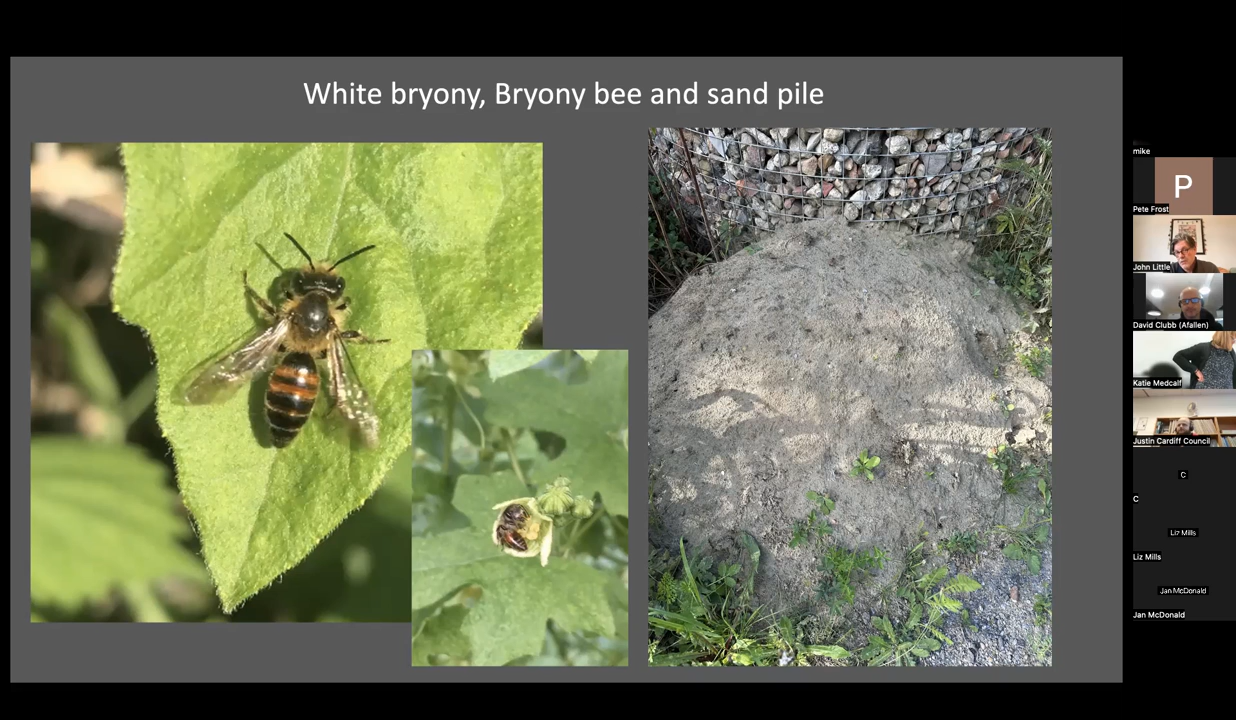 White bryony, Bryony bee and sand pile
mike
P
Pete Frost
John Little
David Clubb (Afallen)
Katie Medcalf
Justin Cardiff Council
C
C
Liz Mills
Liz Mills
Jan McDonald
Jan McDonald